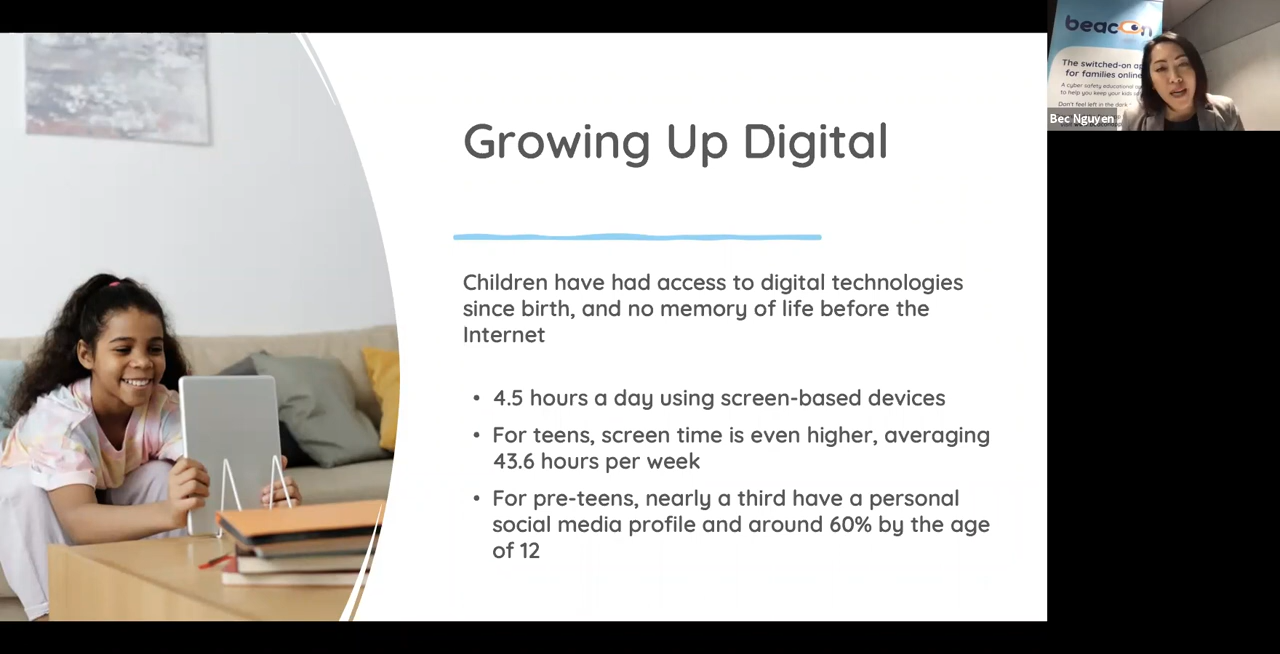 Growing Up Digital
Children have had access to digital technologies
since birth, and no memory of life before the
Internet
• 4.5 hours a day using screen-based devices
• For teens, screen time is even higher, averaging
43.6 hours per week
• For pre-teens, nearly a third have a personal
social media profile and around 60% by the age
of 12
beacon
The switched-on
for families online
A cyber safety educational
to help you keep your kids
Don't feel left in the dark
Bec Nguyen